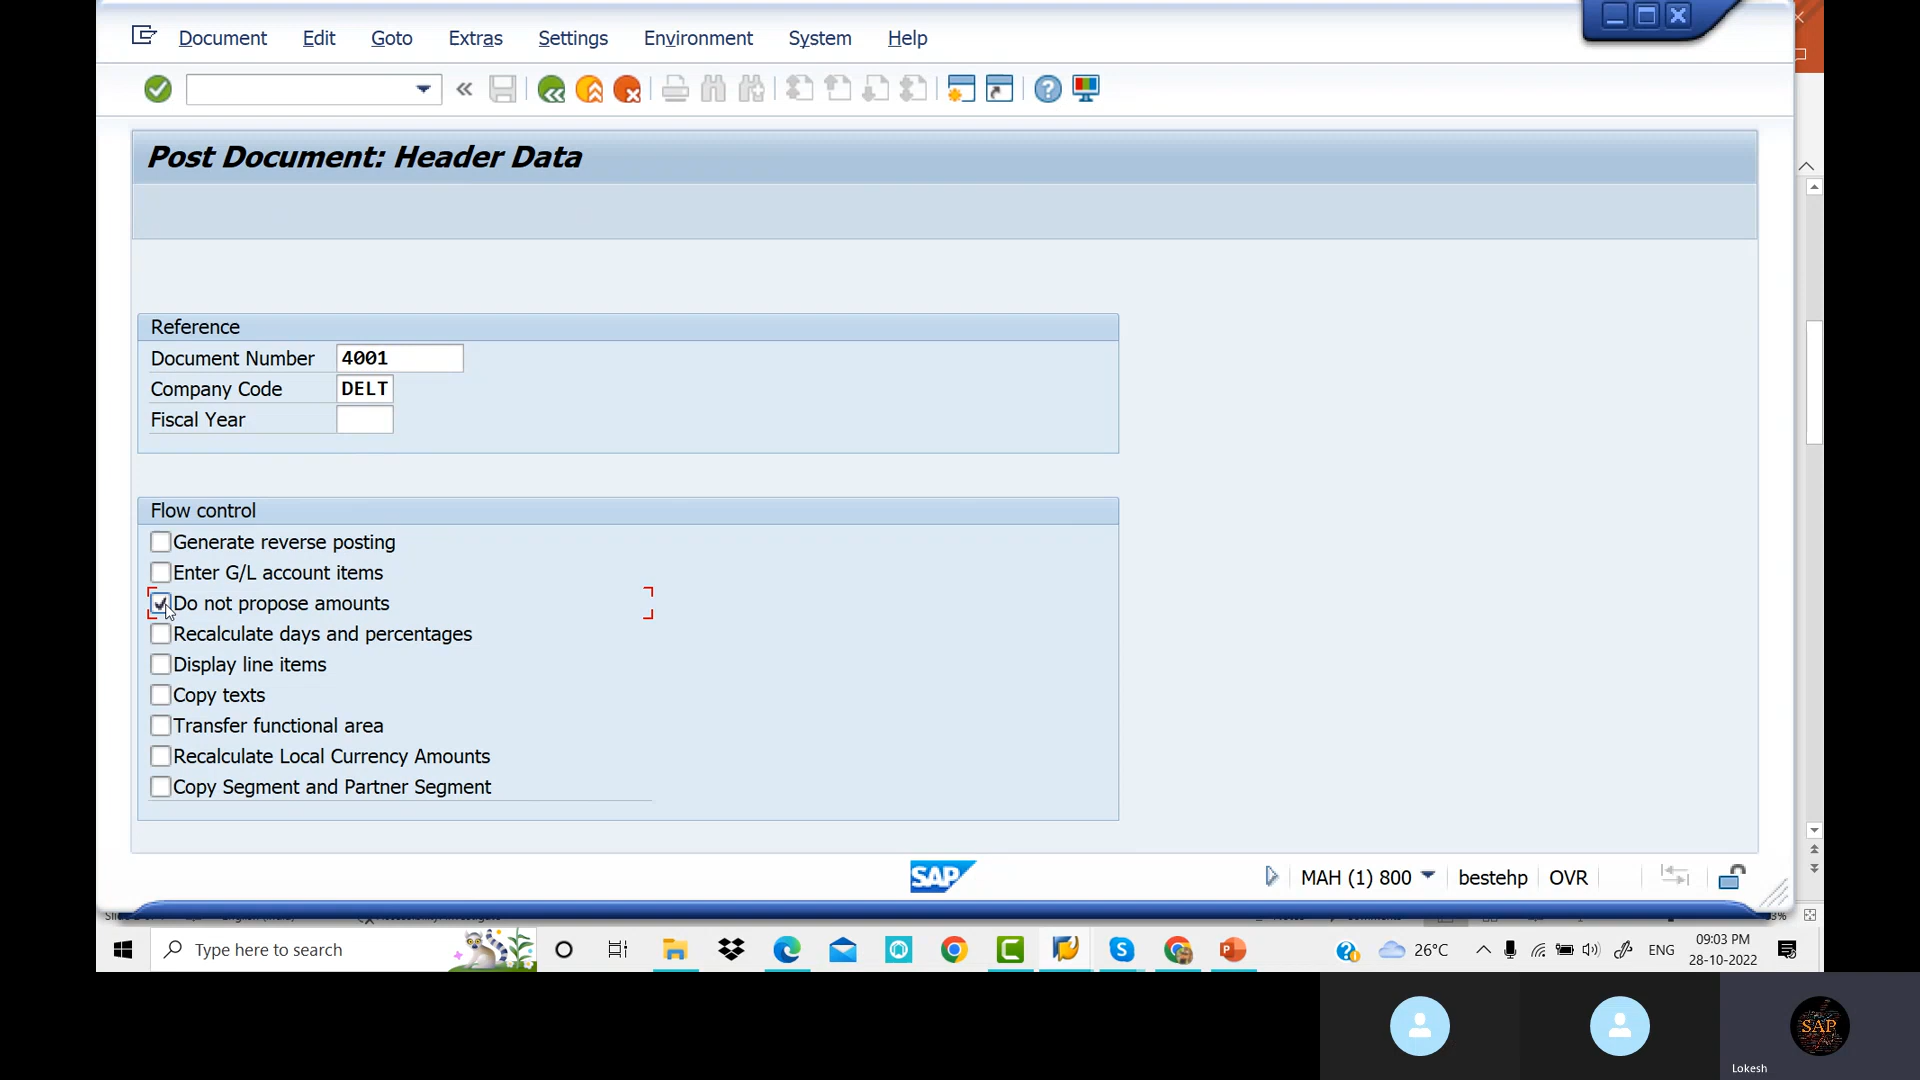 Document Edit Goto Extras Settings Environment System Help
Post Document: Header Data
Reference
Document Number 4001
Company Code DELT
Fiscal Year
Flow control
Generate reverse posting
Enter G/L account items
Do not propose amounts
Recalculate days and percentages
Display line items
Copy texts
Transfer functional area
Recalculate Local Currency Amounts
Copy Segment and Partner Segment
SAP MAH (1) 800 bestehp OVR
Type here to search 26°C ENG 09:03 PM
28-10-2022
SAP
Lokesh